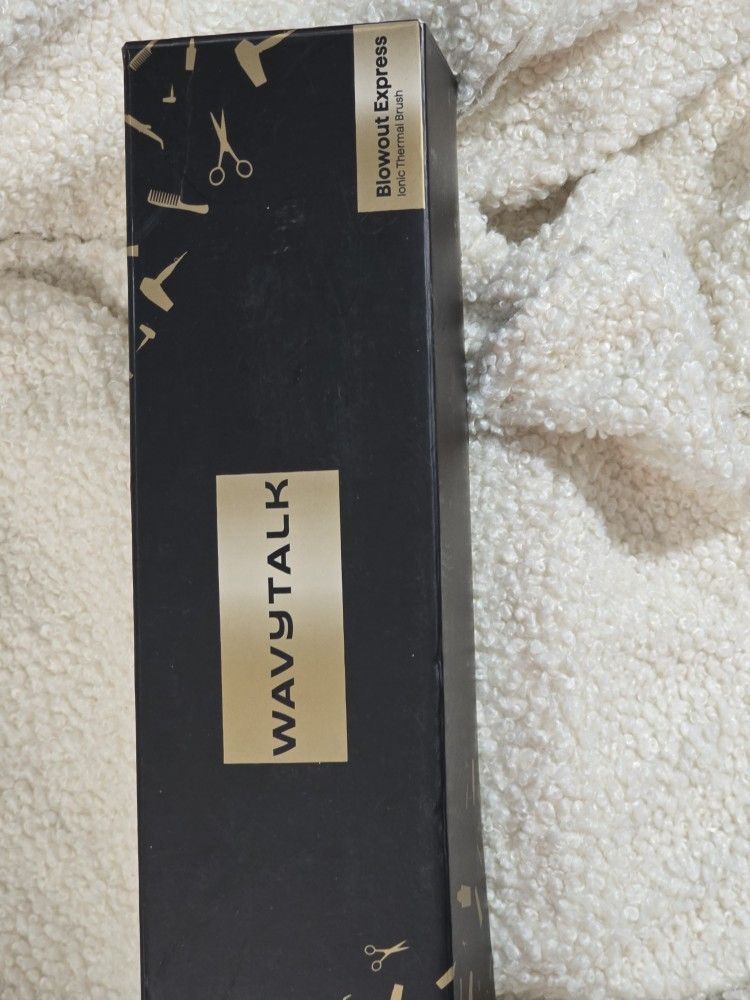 Blowout Express
Ionic Thermal Brush
WAVYTALK